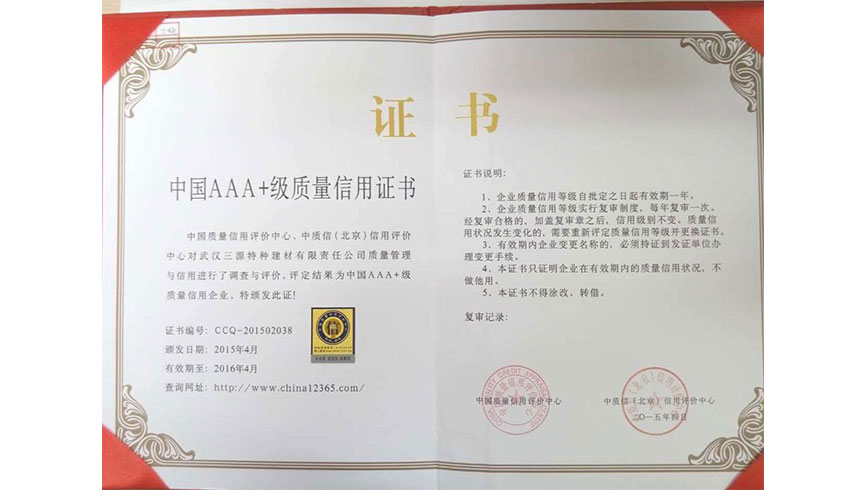 证 书
中国AAA+级质量信用证书
中国质量信用评价中心、中质信(北京)信用评价
中心对武汉三源特种建材有限责任公司质量管理
与信用进行了调查与评价,评定结果为中国AAA+级
质量信用企业、特颁发此证!
证书编号: CCQ-201502038
颁发日期: 2015年4月
有效期至: 2016年4月
查询网址: http://www.china12365.com/
证书说明:
1、企业质量信用等级自批定之日起有效期一年。
2、企业质量信用等级实行复审制度,每年复审一次。
经复审合格的,加盖复审章之后,信用级别不变。质量信
用状况发生变化的,需要重新评定质量信用等级并更换证书。
3、有效期内企业变更名称的,必须持证到发证单位办
理变更手续。
4、本证书只证明企业在有效期内的质量信用状况,不
做他用。
5、本证书不得涂改、转借。
复审记录:
中国质量信用评价中心
中质信(北京)信用评价中心
二〇一五年四月